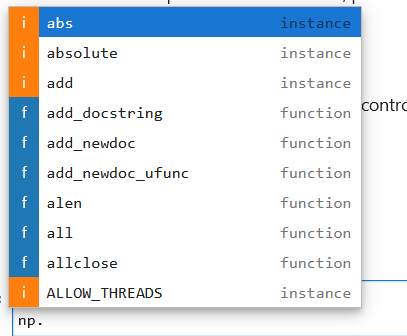 i abs instance
i absolute instance
i add instance
f add_docstring function
contro
f add_newdoc function
f add_newdoc_ufunc function
f alen function
f all function
f allclose function
i ALLOW_THREADS instance
np.